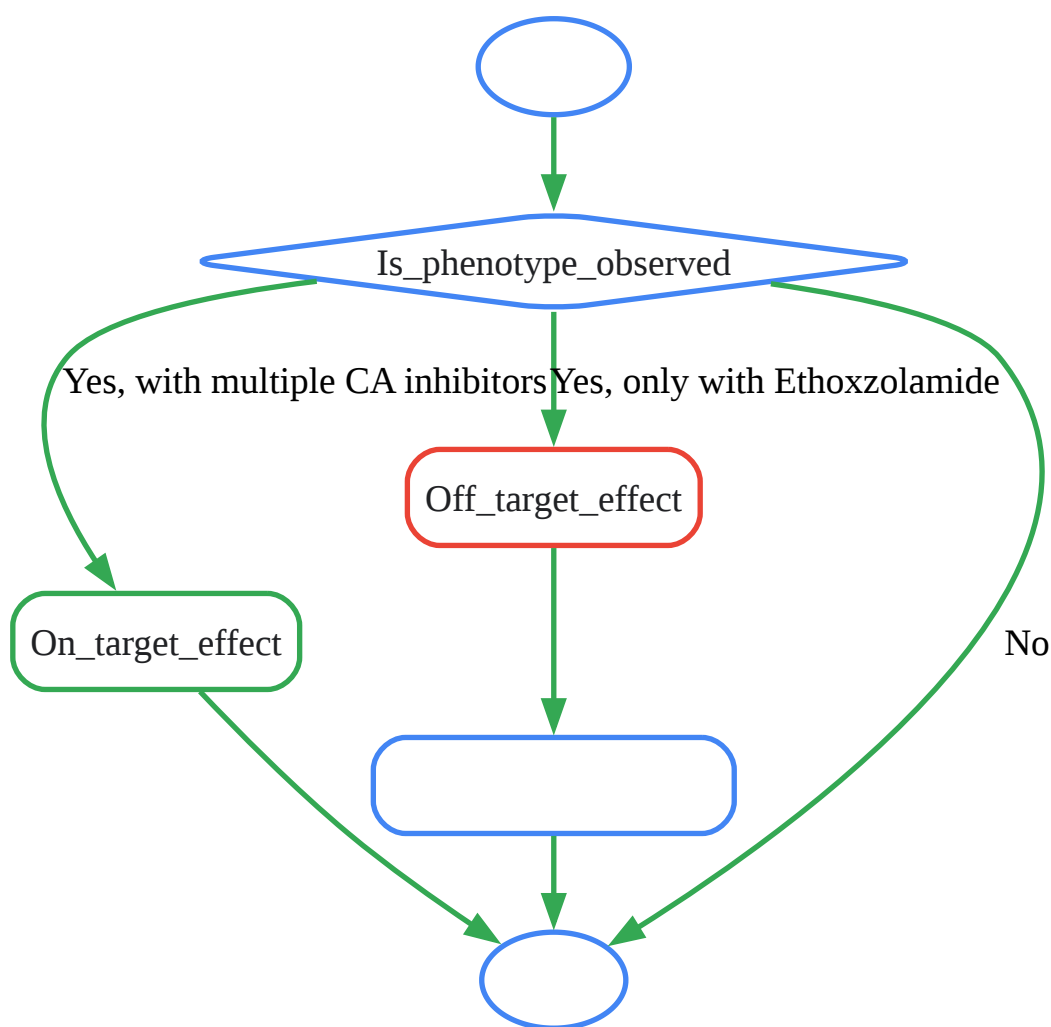 Is_phenotype_observed
Yes, with multiple CA inhibitors
Yes, only with Ethoxzolamide
Off_target_effect
On_target_effect
No